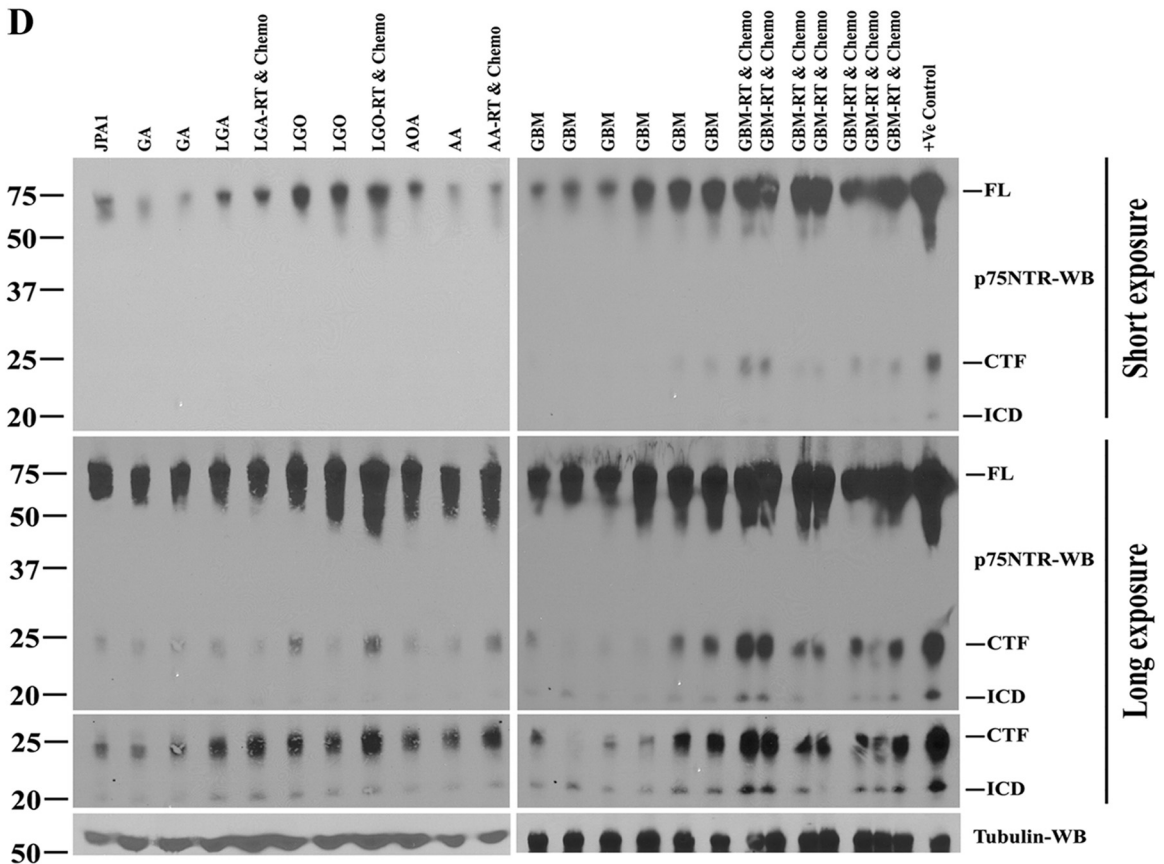 D
JPA1
GA
GA
LGA
LGA-RT & Chemo
LGO
LGO
LGO-RT & Chemo
AOA
AA
AA-RT & Chemo
GBM
GBM
GBM
GBM
GBM
GBM
GBM-RT & Chemo
GBM-RT & Chemo
GBM-RT & Chemo
GBM-RT & Chemo
GBM-RT & Chemo
GBM-RT & Chemo
GBM-RT & Chemo
+Ve Control
75
50
37
25
20
FL
p75NTR-WB
CTF
ICD
Short exposure
75
50
37
25
20
FL
p75NTR-WB
CTF
ICD
Long exposure
25
20
CTF
ICD
50
Tubulin-WB